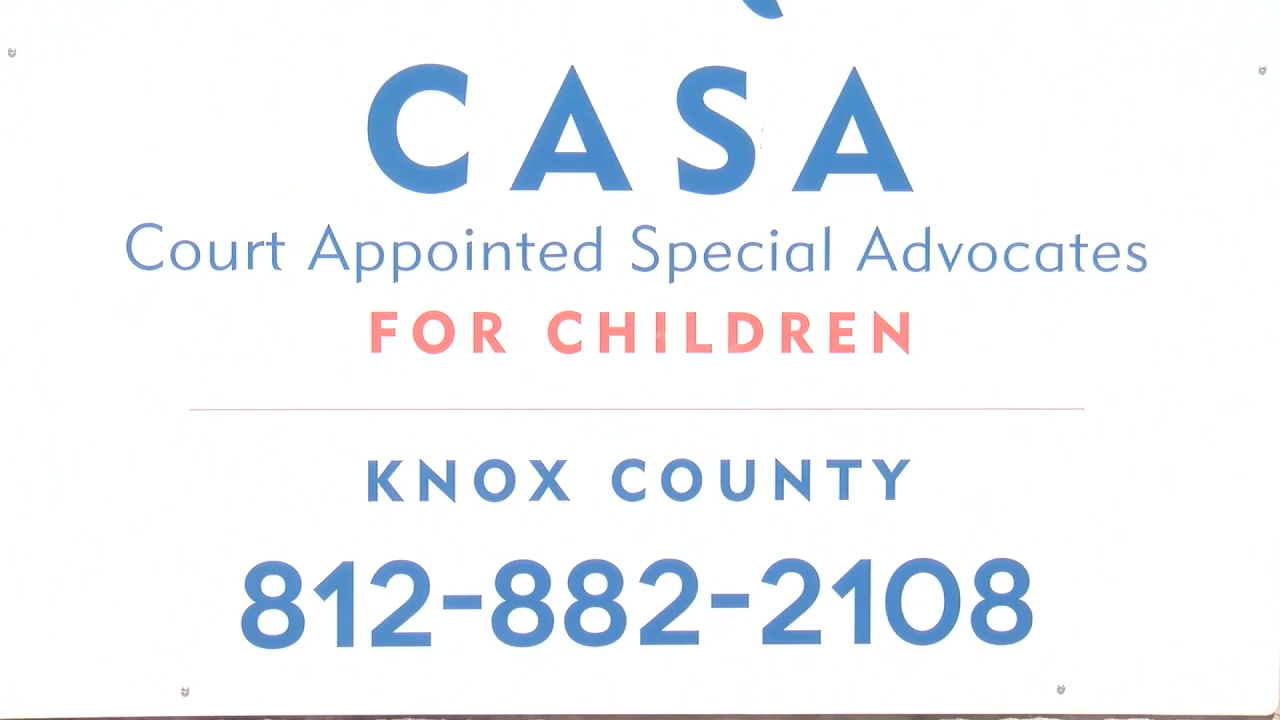 CASA
Court Appointed Special Advocates
FOR CHILDREN
KNOX COUNTY
812-882-2108